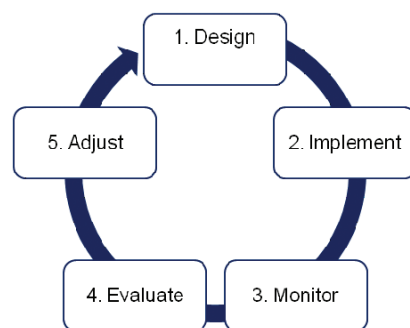 1. Design
2. Implement
3. Monitor
4. Evaluate
5. Adjust